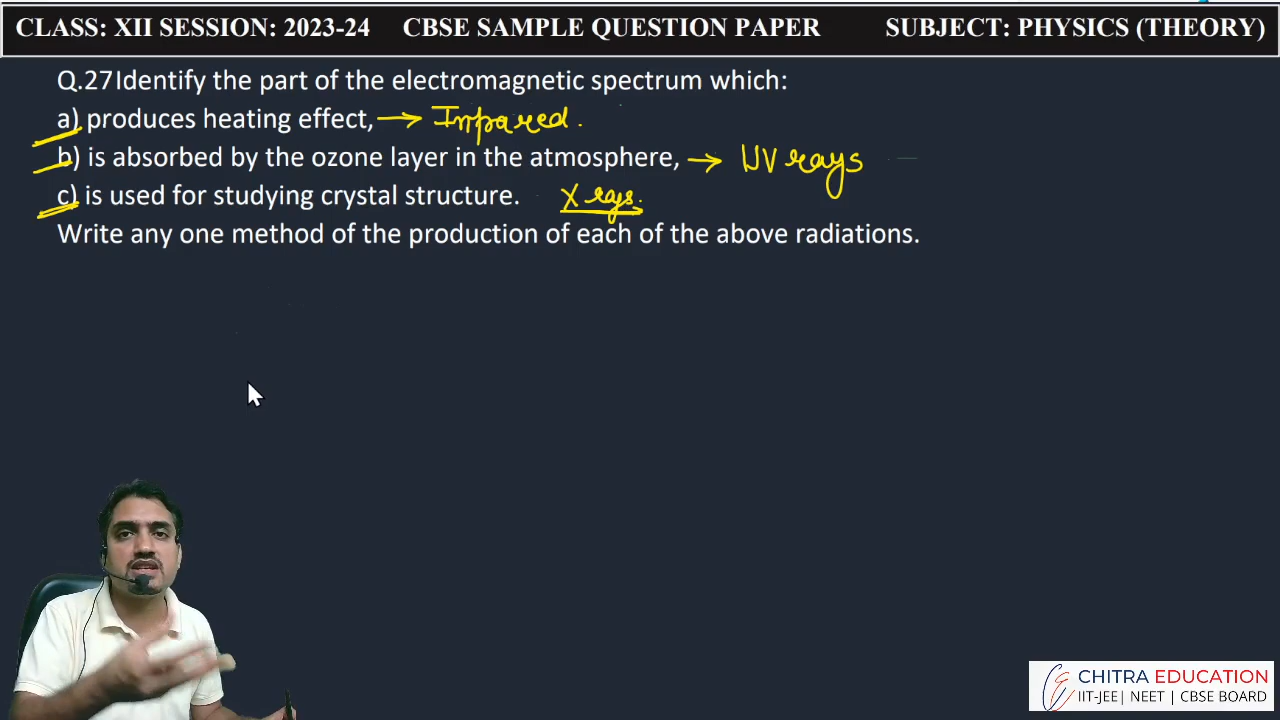 CLASS: XII SESSION: 2023-24 CBSE SAMPLE QUESTION PAPER SUBJECT: PHYSICS (THEORY)
Q.27Identify the part of the electromagnetic spectrum which:
a) produces heating effect, → Infrared.
b) is absorbed by the ozone layer in the atmosphere, → UV rays
c) is used for studying crystal structure. X rays.
Write any one method of the production of each of the above radiations.
CHITRA EDUCATION
IIT-JEE| NEET | CBSE BOARD